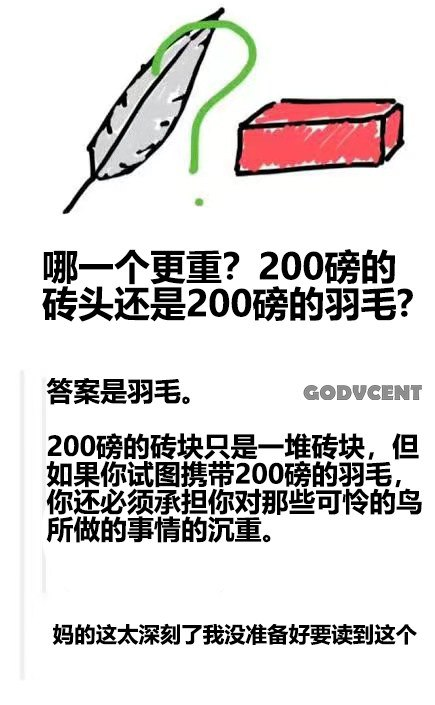 哪一个更重？200磅的
砖头还是200磅的羽毛?
答案是羽毛。
GODVCENT
200磅的砖块只是一堆砖块，但
如果你试图携带200磅的羽毛，
你还必须承担你对那些可怜的鸟
所做的事情的沉重。
妈的这太深刻了我没准备好要读到这个